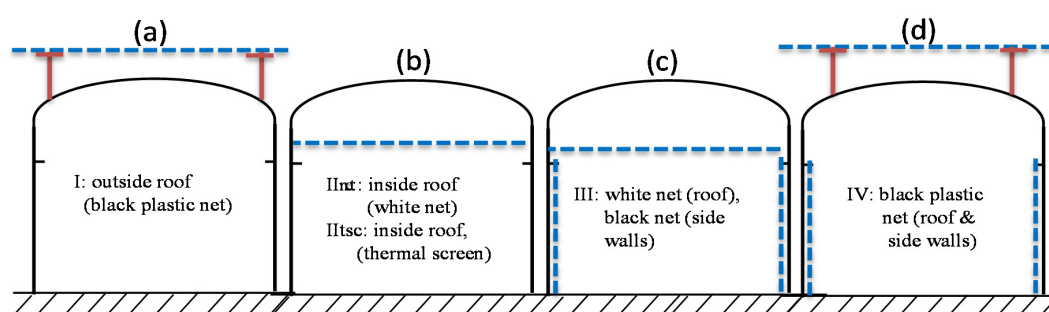 (a)
(b)
(c)
(d)
I: outside roof
(black plastic net)
IInt: inside roof
(white net)
IItsc: inside roof,
(thermal screen)
III: white net (roof),
black net (side
walls)
IV: black plastic
net (roof &
side walls)